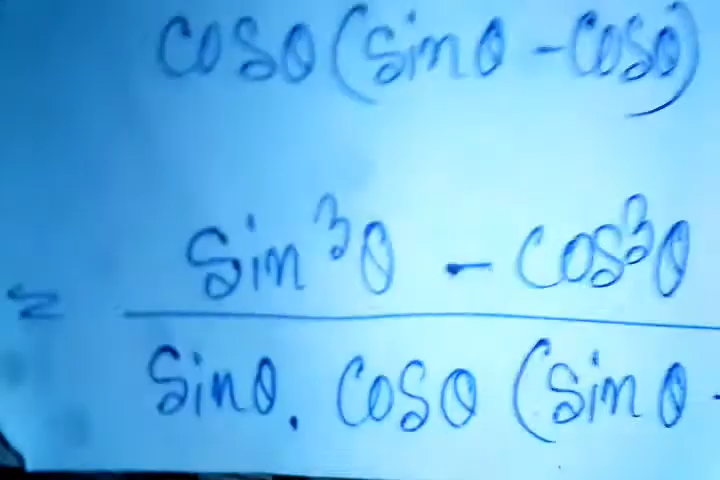 cosθ (sinθ - cosθ)
= sin³θ - cos³θ
sinθ. cosθ (sinθ -